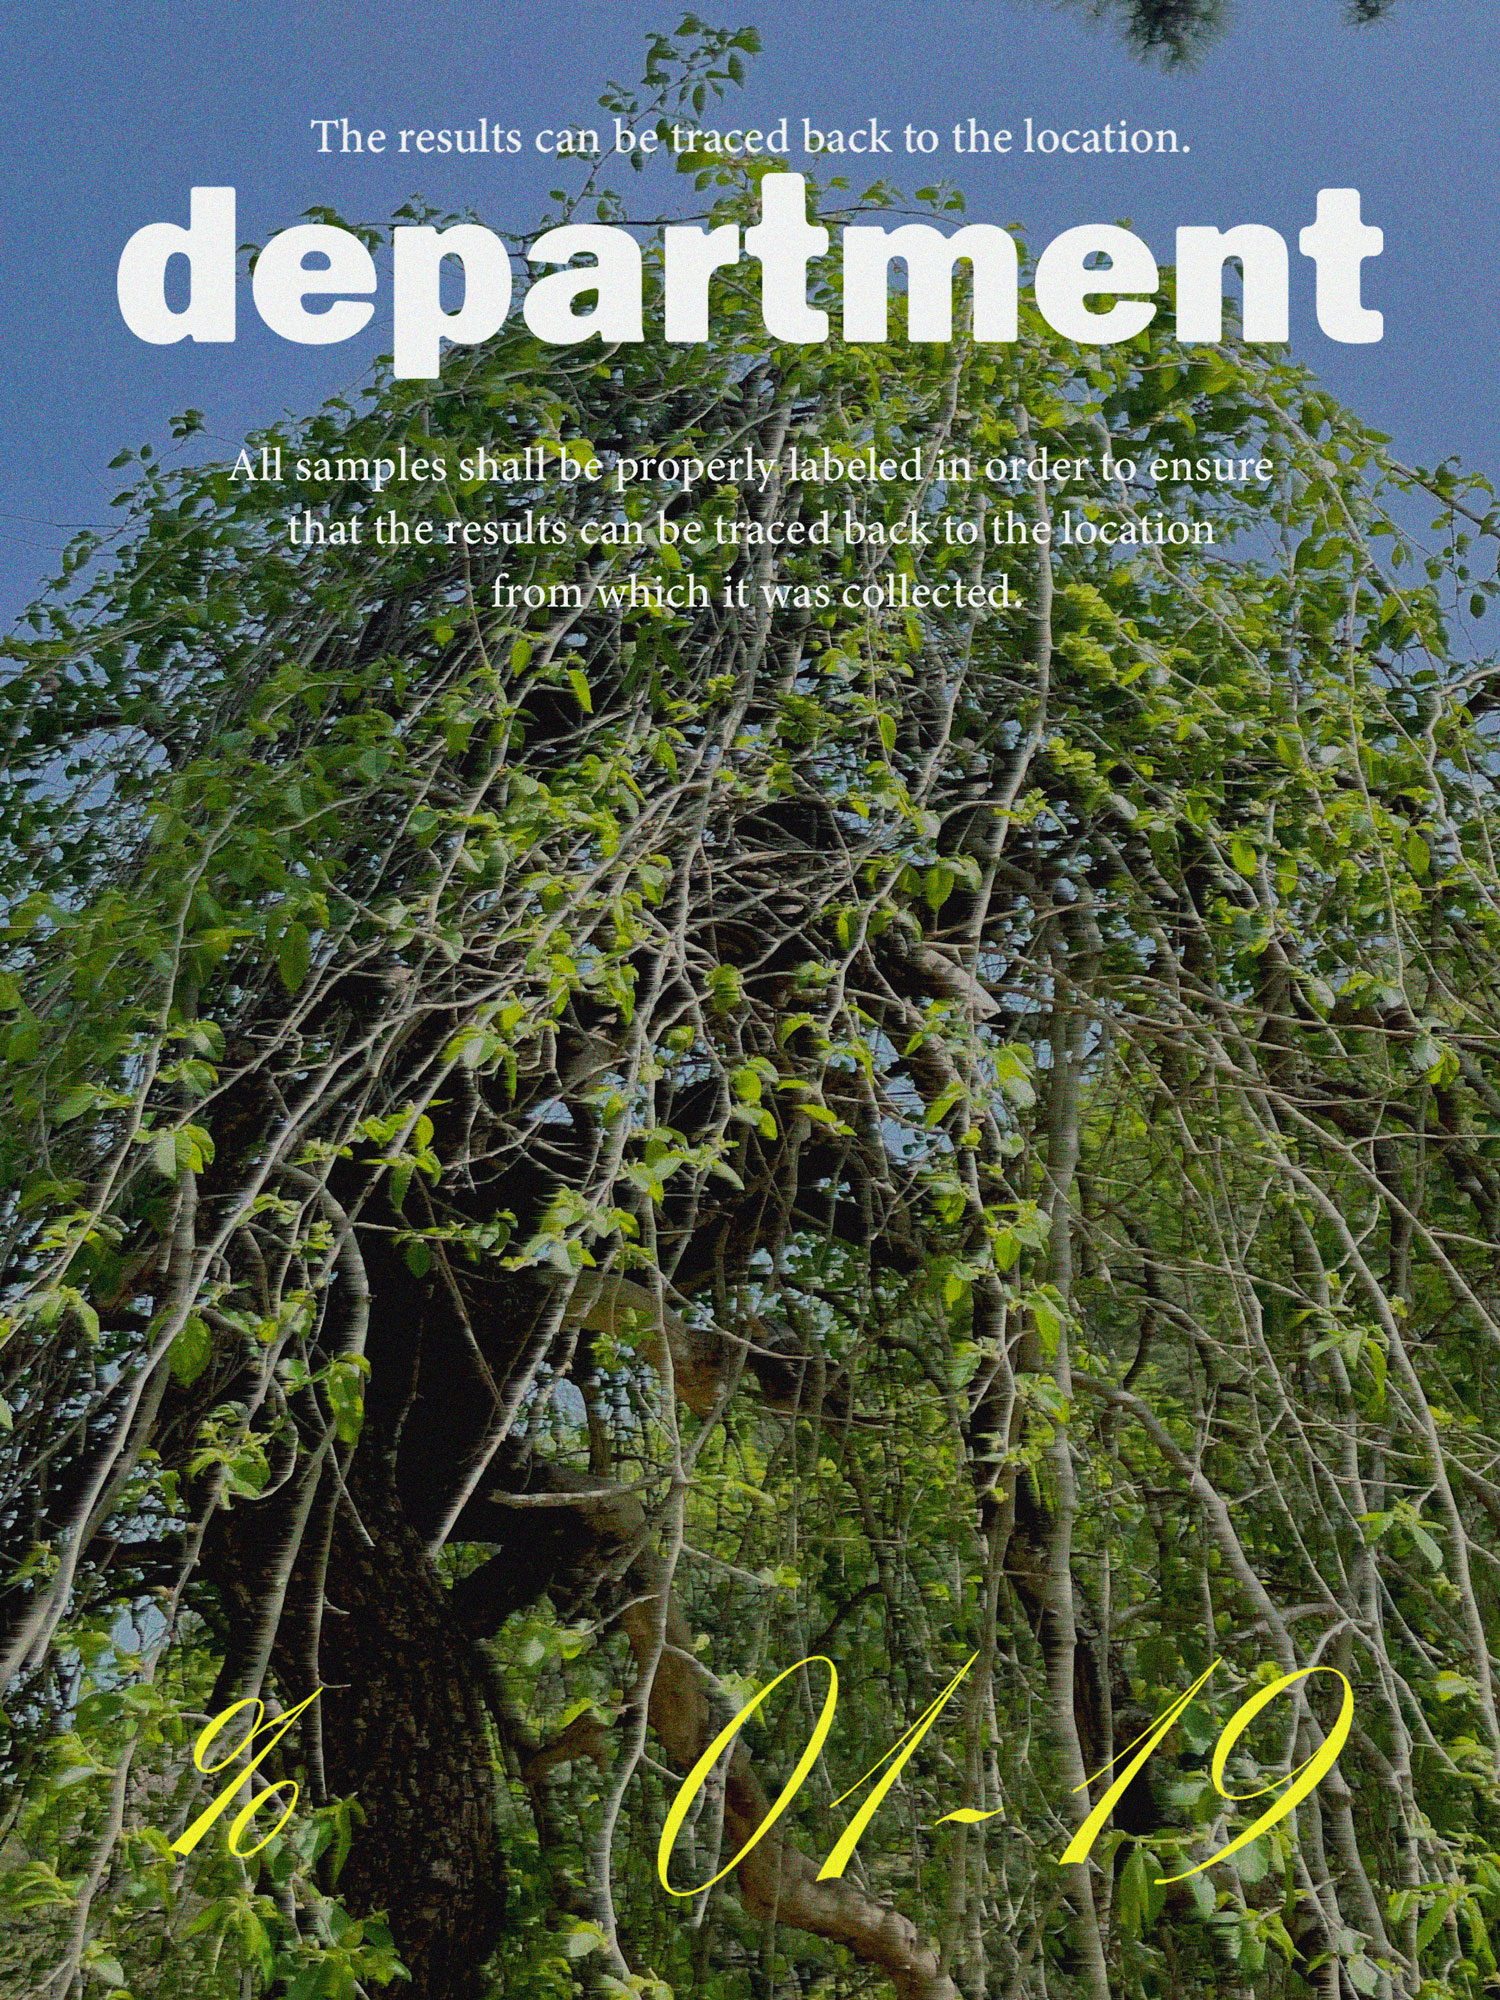 The results can be traced back to the location.
department
All samples shall be properly labeled in order to ensure
that the results can be traced back to the location
from which it was collected.
% 01-19